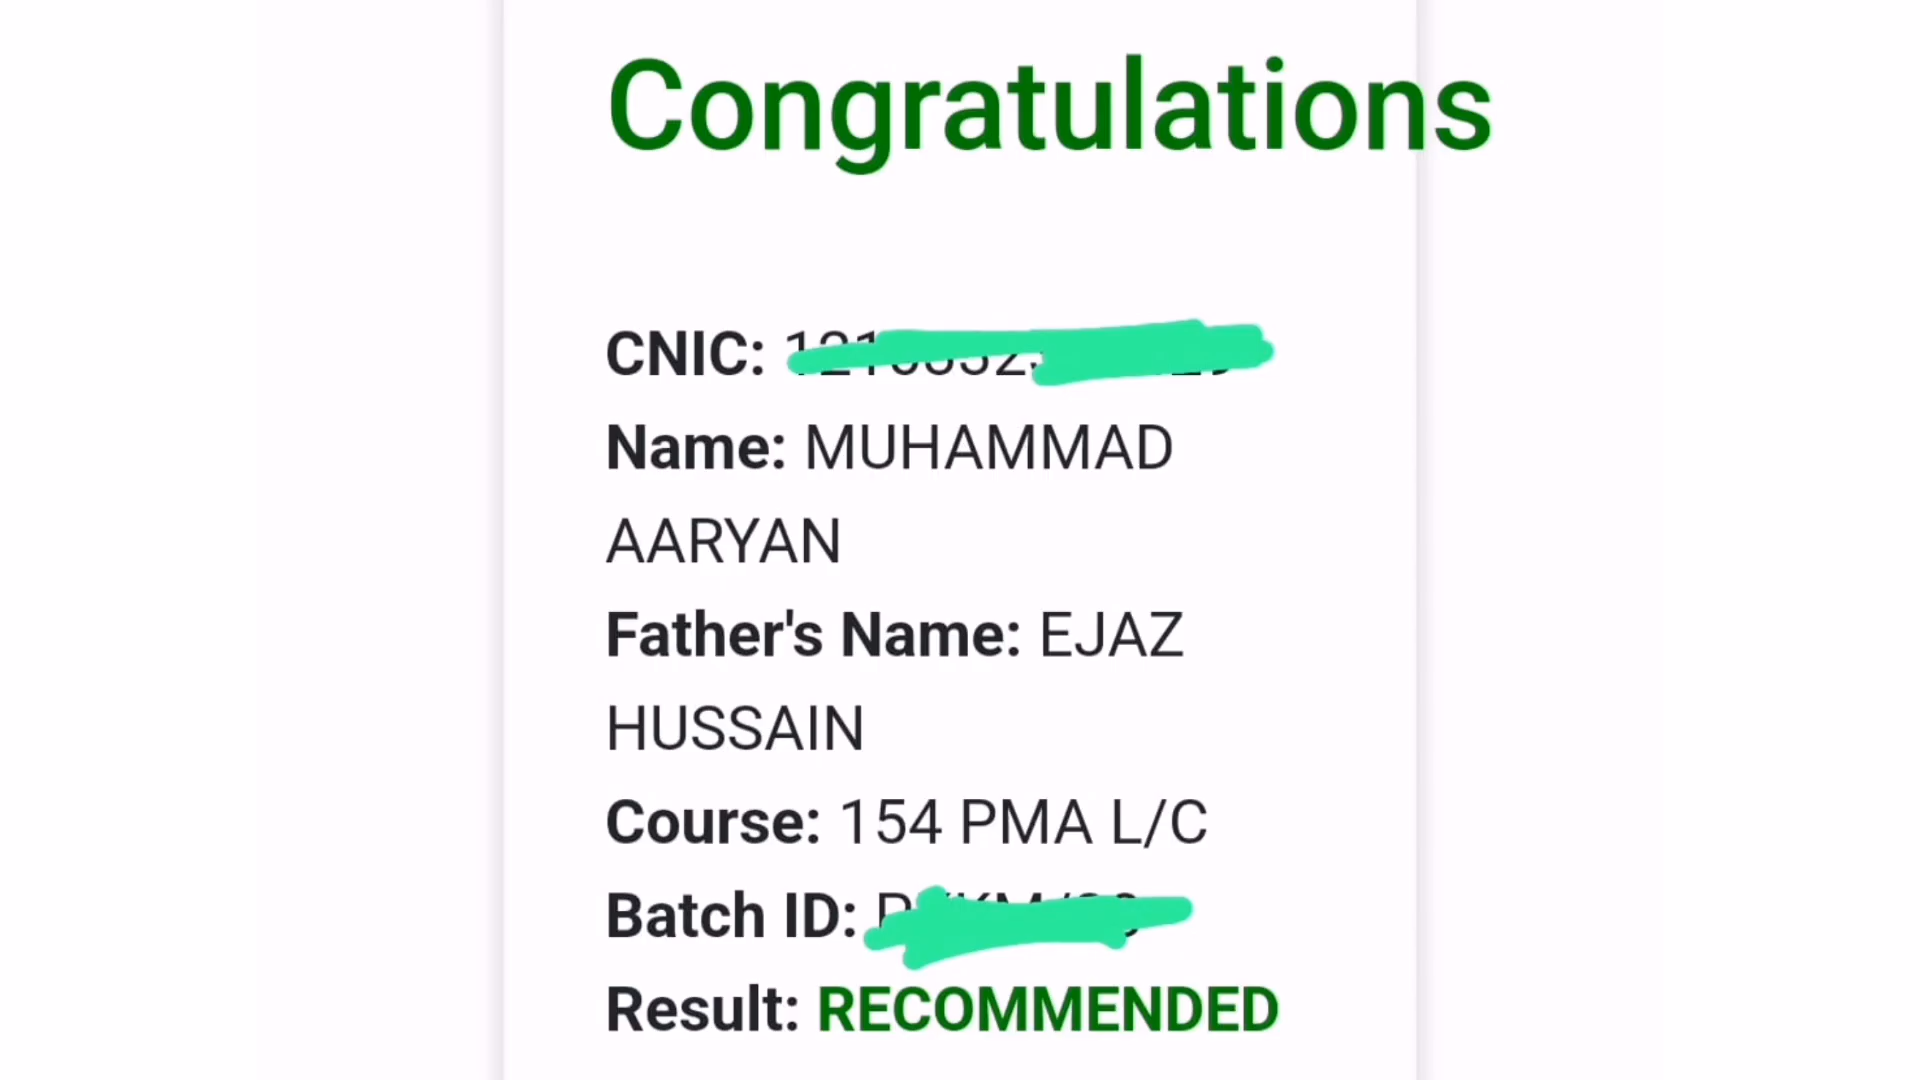 Congratulations
CNIC:
Name: MUHAMMAD
AARYAN
Father's Name: EJAZ
HUSSAIN
Course: 154 PMA L/C
Batch ID:
Result: RECOMMENDED